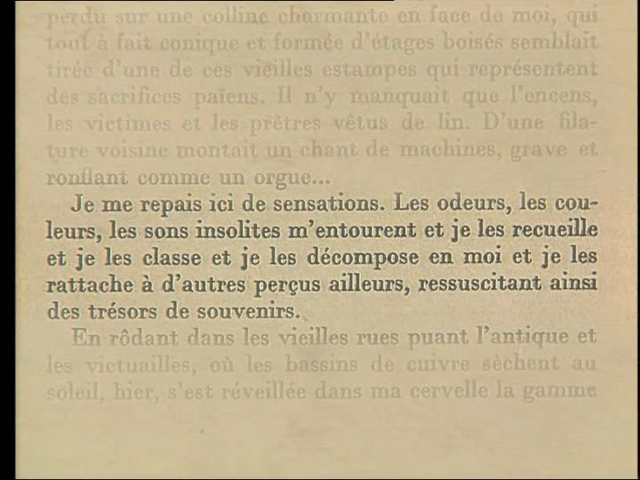 perdu sur une colline charmante en face de moi, qui
tout à fait conique et formée d'étages boisés semblait
tirée d'une de ces vieilles estampes qui représentent
des sacrifices païens. Il n'y manquait que l'encens,
les victimes et les prêtres vêtus de lin. D'une fila-
ture voisine montait un chant de machines, grave et
ronflant comme un orgue...
Je me repais ici de sensations. Les odeurs, les cou-
leurs, les sons insolites m'entourent et je les recueille
et je les classe et je les décompose en moi et je les
rattache à d'autres perçus ailleurs, ressuscitant ainsi
des trésors de souvenirs.
En rôdant dans les vieilles rues puant l'antique et
les victuailles, où les bassins de cuivre sèchent au
soleil, hier, s'est réveillée dans ma cervelle la gamme